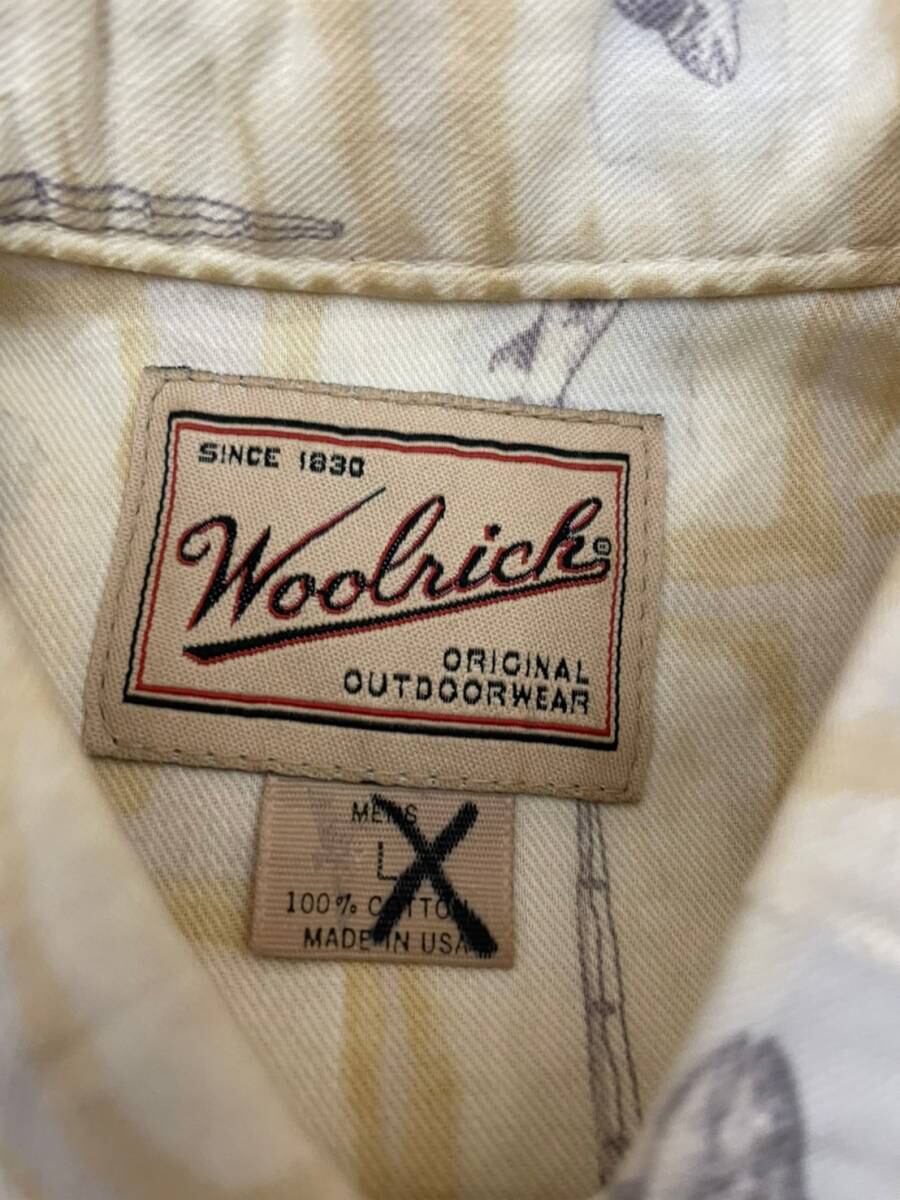 SINCE 1830
Woolrich®
ORIGINAL
OUTDOORWEAR
MENS
L
100% COTTON
MADE IN USA